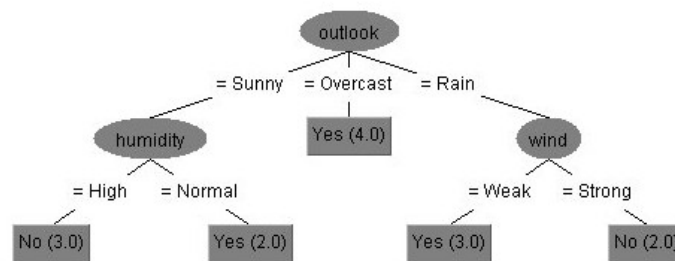 outlook
= Sunny = Overcast = Rain
humidity Yes (4.0) wind
= High = Normal = Weak = Strong
No (3.0) Yes (2.0) Yes (3.0) No (2.0)